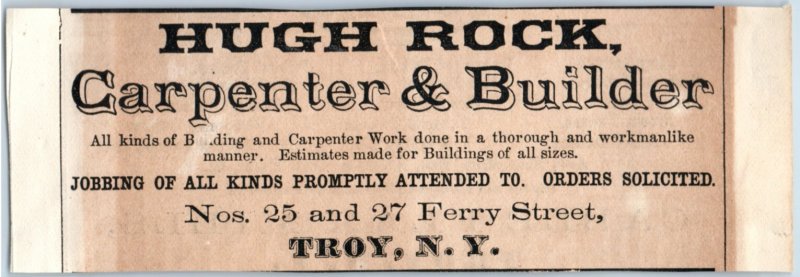 HUGH ROCK,
Carpenter & Builder
All kinds of B ding and Carpenter Work done in a thorough and workmanlike
manner. Estimates made for Buildings of all sizes.
JOBBING OF ALL KINDS PROMPTLY ATTENDED TO. ORDERS SOLICITED.
Nos. 25 and 27 Ferry Street,
TROY, N. Y.